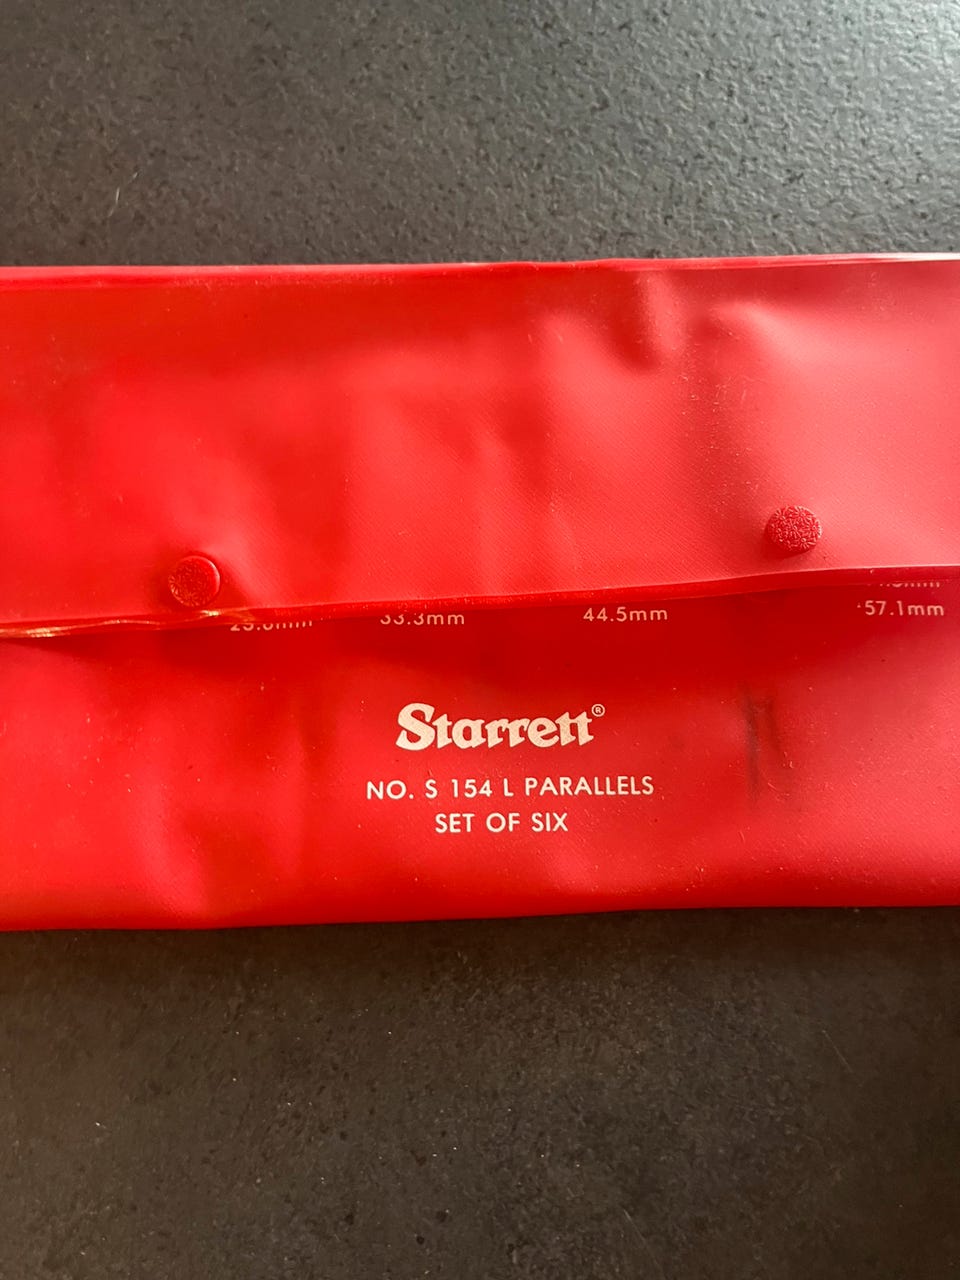 33.3mm 44.5mm 57.1mm
Starrett®
NO. S 154 L PARALLELS
SET OF SIX